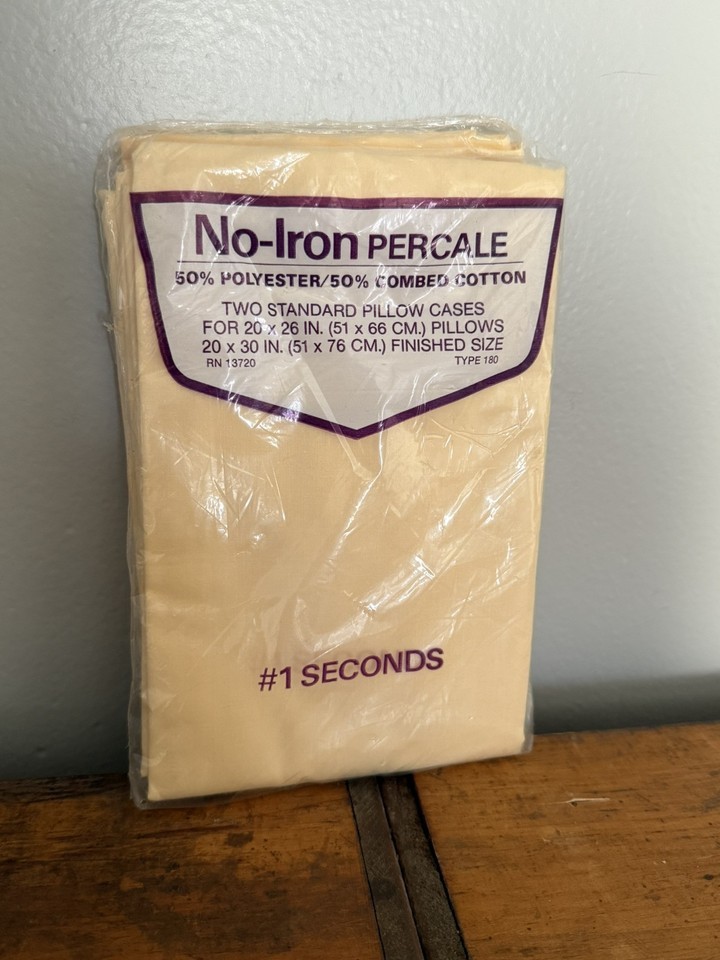 No-Iron PERCALE
50% POLYESTER/50% COMBED COTTON
TWO STANDARD PILLOW CASES
FOR 20 x 26 IN. (51 x 66 CM.) PILLOWS
20 x 30 IN. (51 x 76 CM.) FINISHED SIZE
RN 13720 TYPE 180
#1 SECONDS